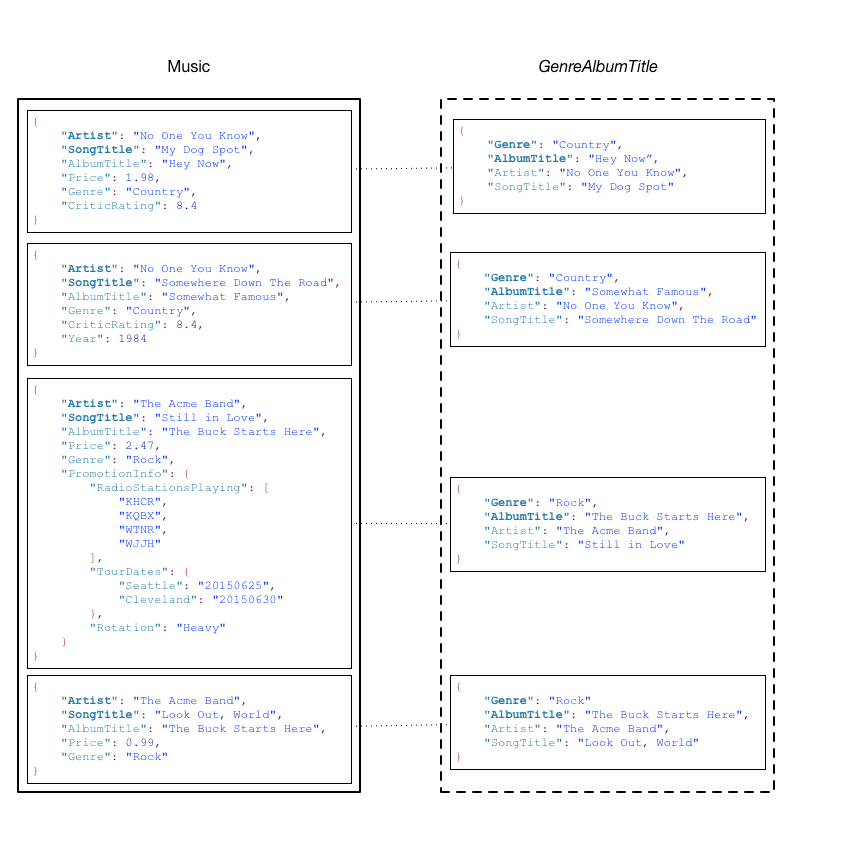 Music
{
"Artist": "No One You Know",
"SongTitle": "My Dog Spot",
"AlbumTitle": "Hey Now",
"Price": 1.98,
"Genre": "Country",
"CriticRating": 8.4
}
{
"Artist": "No One You Know",
"SongTitle": "Somewhere Down The Road",
"AlbumTitle": "Somewhat Famous",
"Genre": "Country",
"CriticRating": 8.4,
"Year": 1984
}
{
"Artist": "The Acme Band",
"SongTitle": "Still in Love",
"AlbumTitle": "The Buck Starts Here",
"Price": 2.47,
"Genre": "Rock",
"PromotionInfo": {
"RadioStationsPlaying": [
"KHCR",
"KQBX",
"WTNR",
"WJJH"
],
"TourDates": {
"Seattle": "20150625",
"Cleveland": "20150630"
},
"Rotation": "Heavy"
}
}
{
"Artist": "The Acme Band",
"SongTitle": "Look Out, World",
"AlbumTitle": "The Buck Starts Here",
"Price": 0.99,
"Genre": "Rock"
}
GenreAlbumTitle
{
"Genre": "Country",
"AlbumTitle": "Hey Now”,
"Artist": "No One You Know",
"SongTitle": "My Dog Spot"
}
{
"Genre": "Country",
"AlbumTitle": "Somewhat Famous",
"Artist": "No One You Know",
"SongTitle": "Somewhere Down The Road"
}
{
"Genre": "Rock",
"AlbumTitle": "The Buck Starts Here",
"Artist": "The Acme Band",
"SongTitle": "Still in Love"
}
{
"Genre": "Rock"
"AlbumTitle": "The Buck Starts Here",
"Artist": "The Acme Band",
"SongTitle": "Look Out, World"
}